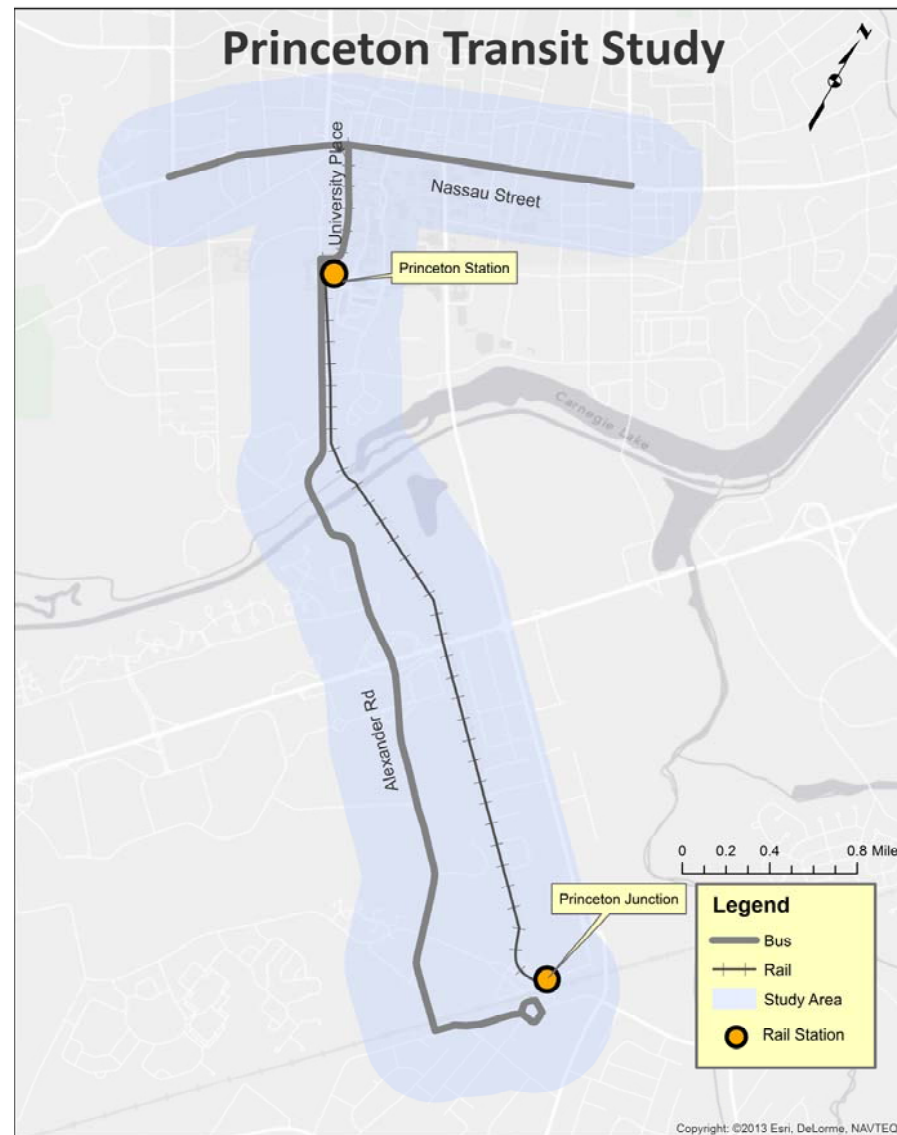 Princeton Transit Study
N
University Place
Nassau Street
Princeton Station
Carnegie Lake
Alexander Rd
Princeton Junction
0 0.2 0.4 0.8 Mile
Legend
Bus
Rail
Study Area
Rail Station
Copyright: ©2013 Esri, DeLorme, NAVTEQ